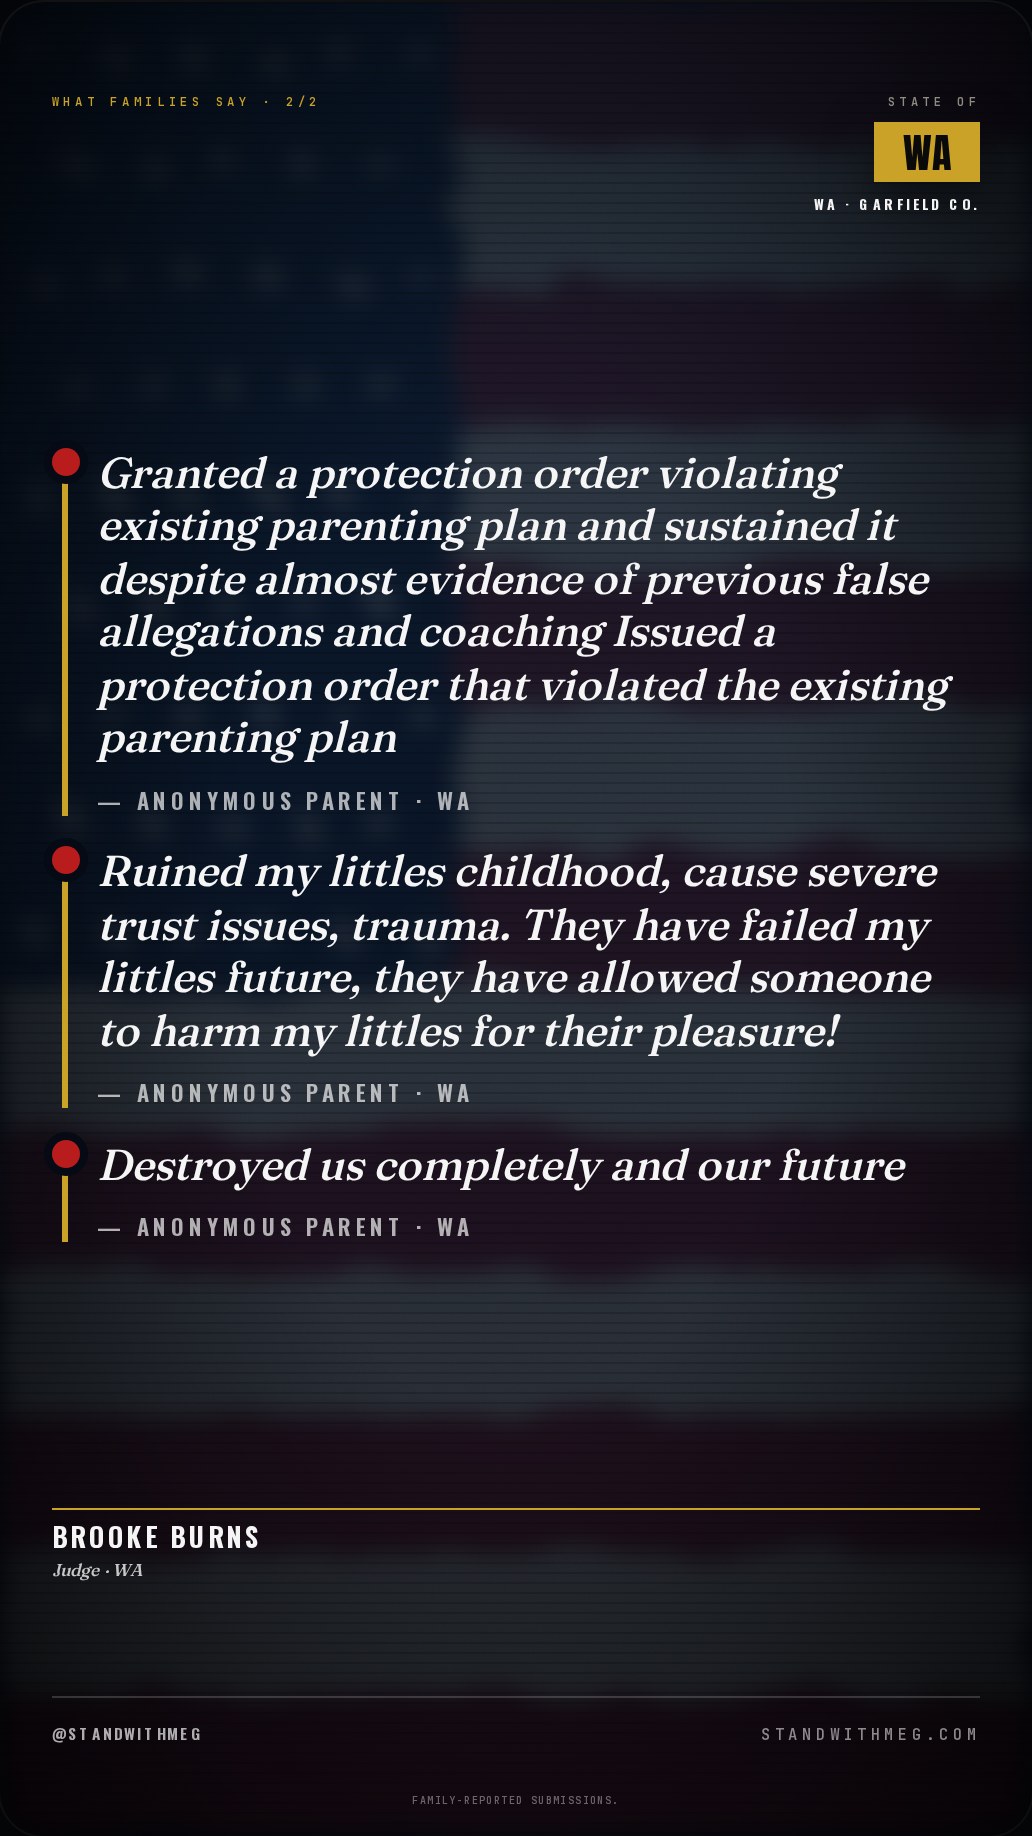 WHAT FAMILIES SAY · 2/2
STATE OF
WA
WA · GARFIELD CO.
Granted a protection order violating
existing parenting plan and sustained it
despite almost evidence of previous false
allegations and coaching Issued a
protection order that violated the existing
parenting plan
— ANONYMOUS PARENT · WA
Ruined my littles childhood, cause severe
trust issues, trauma. They have failed my
littles future, they have allowed someone
to harm my littles for their pleasure!
— ANONYMOUS PARENT · WA
Destroyed us completely and our future
— ANONYMOUS PARENT · WA
BROOKE BURNS
Judge · WA
@STANDWITHMEG
STANDWITHMEG.COM
FAMILY-REPORTED SUBMISSIONS.